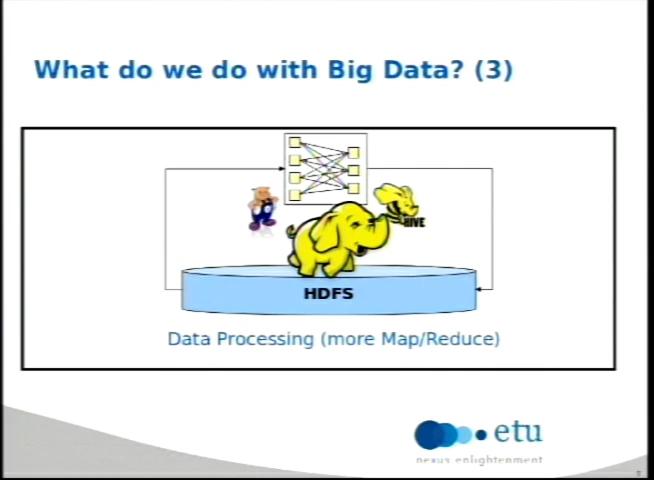 What do we do with Big Data? (3)
HIVE
HDFS
Data Processing (more Map/Reduce)
etu
nexus enlightenment